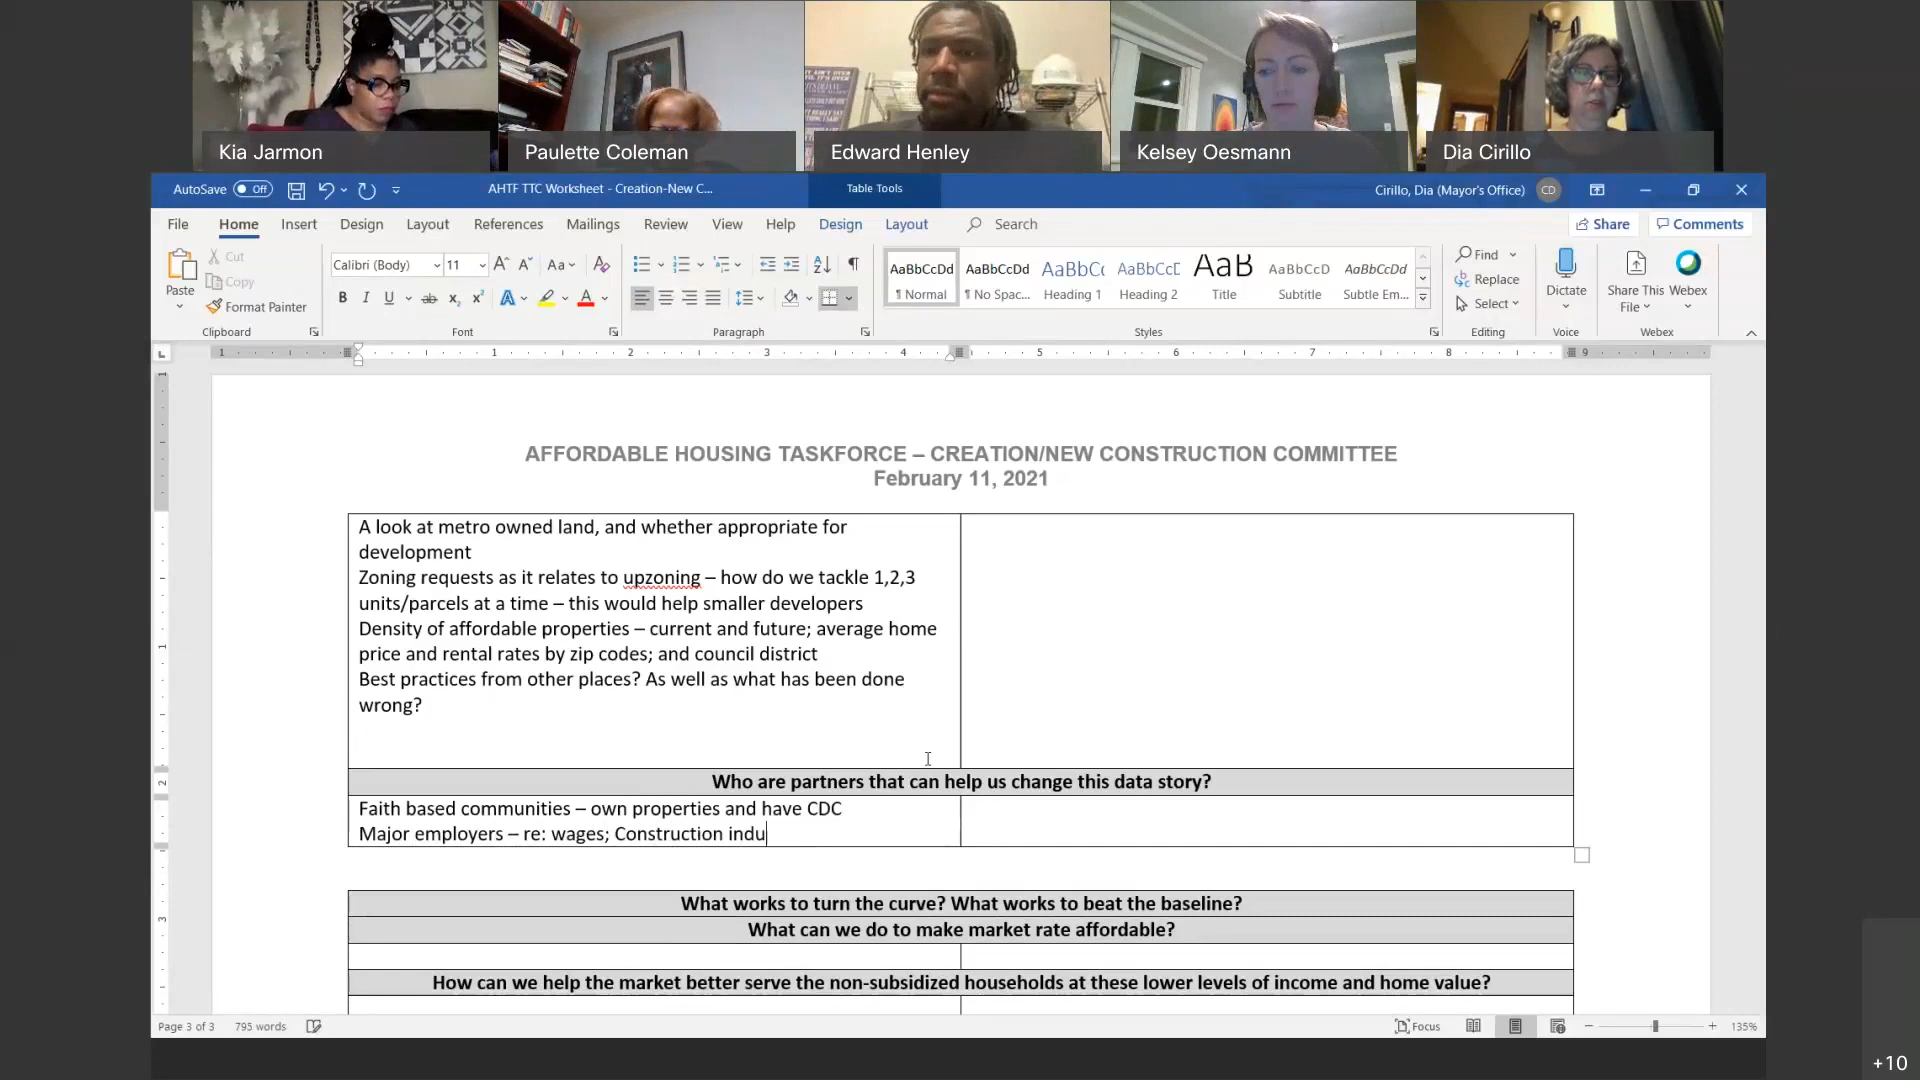 Kia Jarmon
Paulette Coleman
Edward Henley
Kelsey Oesmann
Dia Cirillo
AutoSave Off
AHTF TTC Worksheet - Creation-New C...
Table Tools
Cirillo, Dia (Mayor's Office) CD
File Home Insert Design Layout References Mailings Review View Help Design Layout Search
Share Comments
Paste
Cut
Copy
Format Painter
Calibri (Body) 11
AaBbCcDd AaBbCcDd AaBbCc AaBbCcD AaB AaBbCcD AaBbCcDd
¶ Normal ¶ No Spac... Heading 1 Heading 2 Title Subtitle Subtle Em...
Find
Replace
Select
Dictate
Share This File
Webex
Clipboard Font Paragraph Styles Editing Voice Webex
1 1 2 3 4 5 6 7 8 9
AFFORDABLE HOUSING TASKFORCE – CREATION/NEW CONSTRUCTION COMMITTEE
February 11, 2021
A look at metro owned land, and whether appropriate for
development
Zoning requests as it relates to upzoning – how do we tackle 1,2,3
units/parcels at a time – this would help smaller developers
Density of affordable properties – current and future; average home
price and rental rates by zip codes; and council district
Best practices from other places? As well as what has been done
wrong?
Who are partners that can help us change this data story?
Faith based communities – own properties and have CDC
Major employers – re: wages; Construction indu
What works to turn the curve? What works to beat the baseline?
What can we do to make market rate affordable?
How can we help the market better serve the non-subsidized households at these lower levels of income and home value?
Page 3 of 3 795 words
Focus
135%
+10